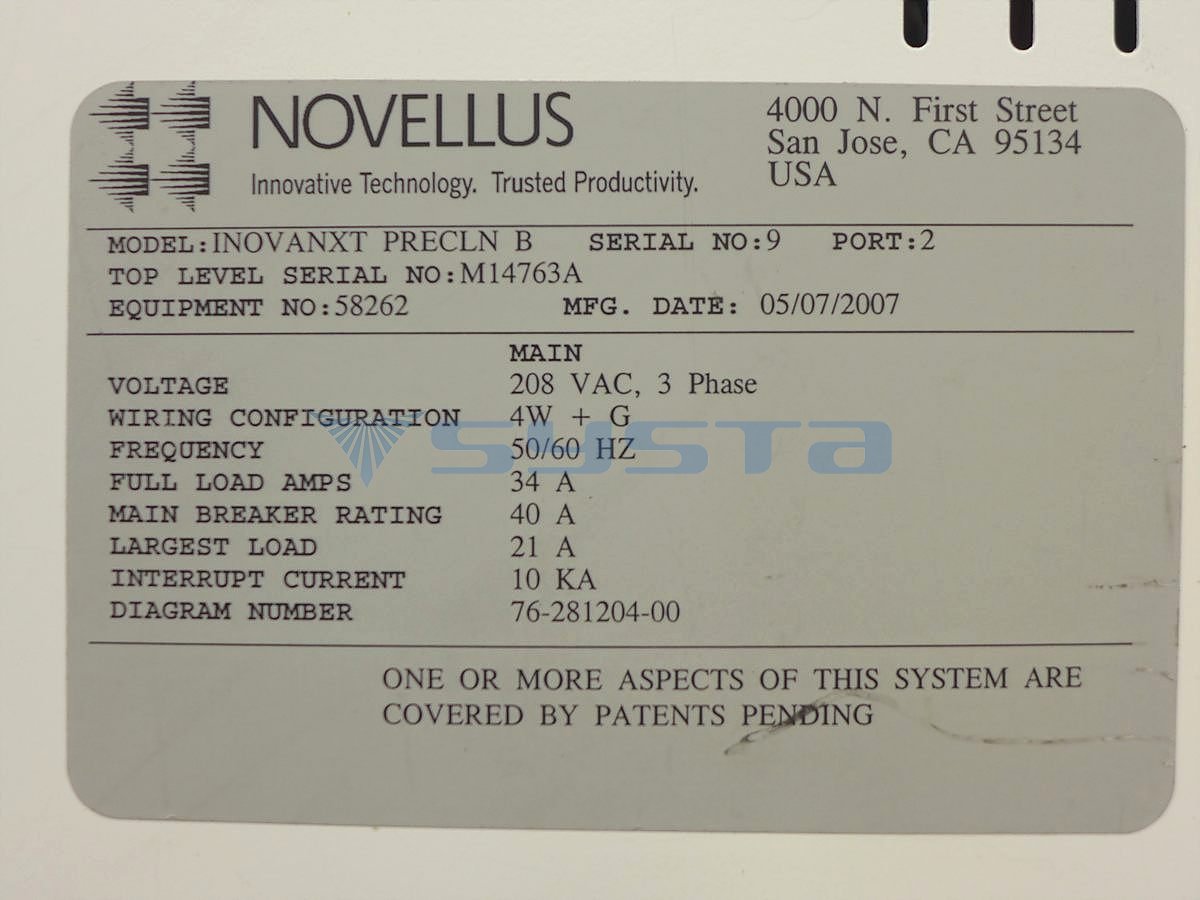 NOVELLUS
Innovative Technology. Trusted Productivity.
4000 N. First Street
San Jose, CA 95134
USA
MODEL:INOVANXT PRECLN B SERIAL NO:9 PORT:2
TOP LEVEL SERIAL NO:M14763A
EQUIPMENT NO:58262 MFG. DATE: 05/07/2007
MAIN
VOLTAGE 208 VAC, 3 Phase
WIRING CONFIGURATION 4W + G
FREQUENCY 50/60 HZ
systa
FULL LOAD AMPS 34 A
MAIN BREAKER RATING 40 A
LARGEST LOAD 21 A
INTERRUPT CURRENT 10 KA
DIAGRAM NUMBER 76-281204-00
ONE OR MORE ASPECTS OF THIS SYSTEM ARE
COVERED BY PATENTS PENDING